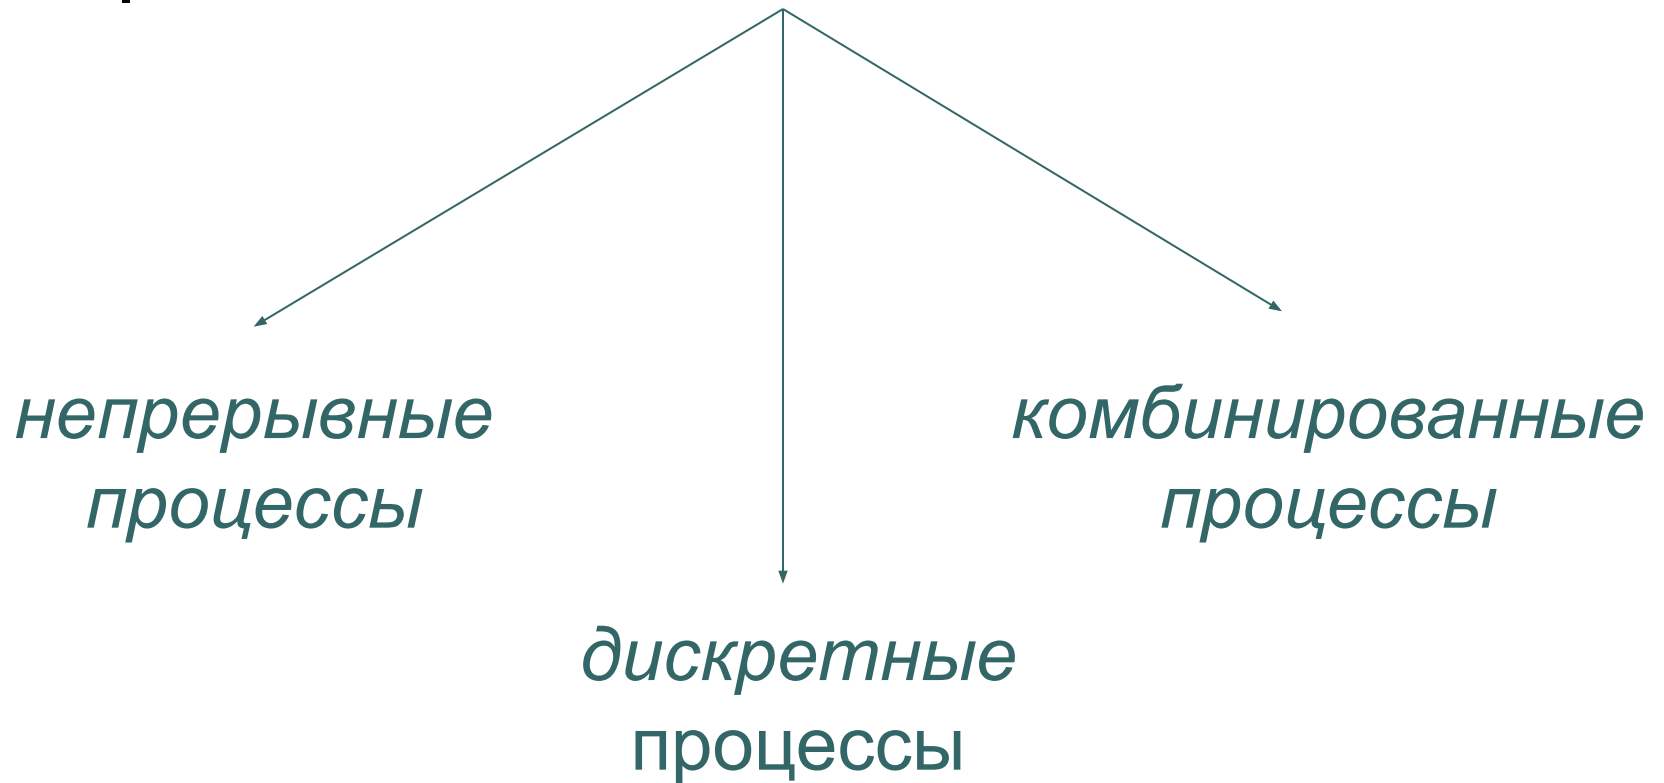 непрерывные
процессы
комбинированные
процессы
дискретные
процессы